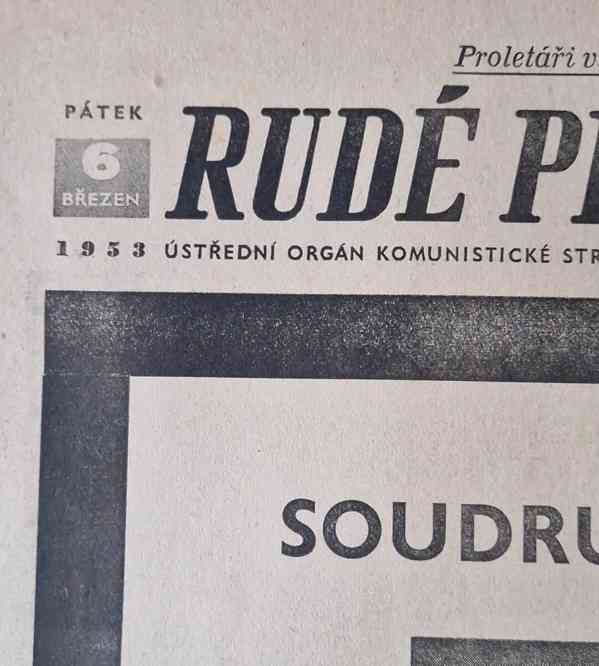 Proletáři v
PÁTEK
6
BŘEZEN
1953
RUDÉ P
ÚSTŘEDNÍ ORGÁN KOMUNISTICKÉ STR
SOUDRU